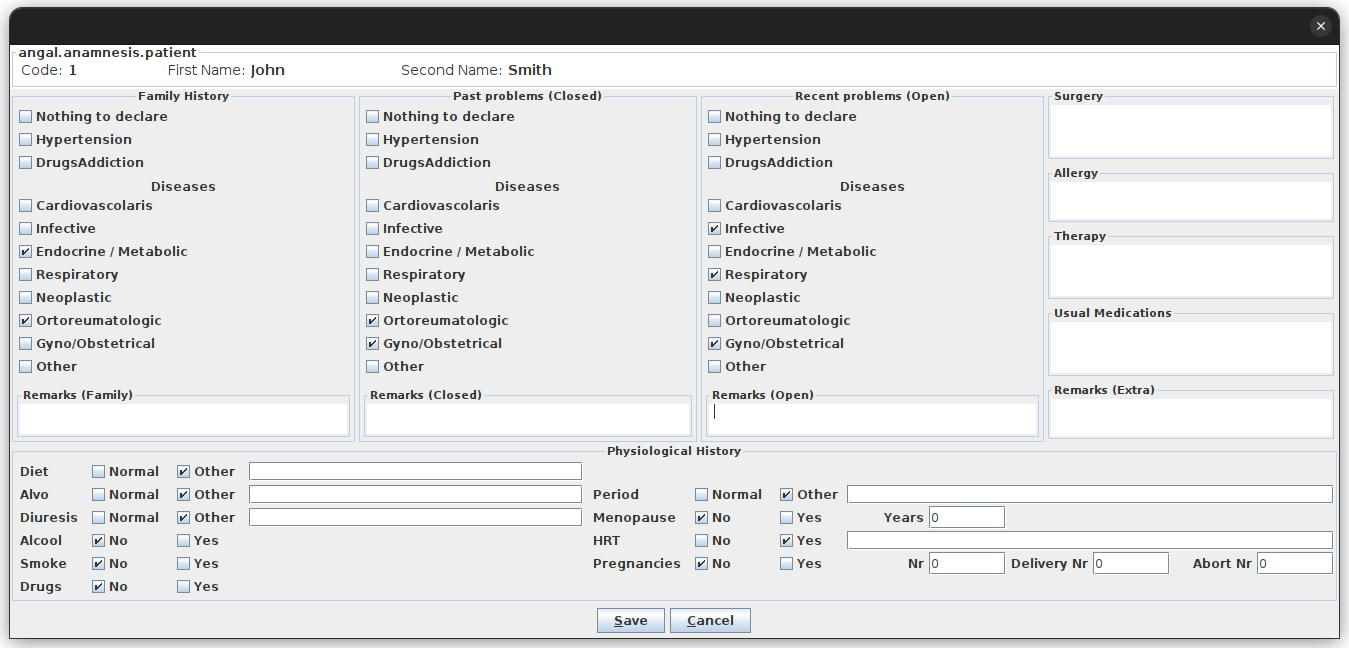 angal.anamnesis.patient
Code: 1 First Name: John Second Name: Smith
Family History
Nothing to declare
Hypertension
DrugsAddiction
Diseases
Cardiovascolaris
Infective
Endocrine / Metabolic
Respiratory
Neoplastic
Ortoreumatologic
Gyno/Obstetrical
Other
Remarks (Family)
Past problems (Closed)
Nothing to declare
Hypertension
DrugsAddiction
Diseases
Cardiovascolaris
Infective
Endocrine / Metabolic
Respiratory
Neoplastic
Ortoreumatologic
Gyno/Obstetrical
Other
Remarks (Closed)
Recent problems (Open)
Nothing to declare
Hypertension
DrugsAddiction
Diseases
Cardiovascolaris
Infective
Endocrine / Metabolic
Respiratory
Neoplastic
Ortoreumatologic
Gyno/Obstetrical
Other
Remarks (Open)
Surgery
Allergy
Therapy
Usual Medications
Remarks (Extra)
Physiological History
Diet Normal Other
Alvo Normal Other
Diuresis Normal Other
Alcool No Yes
Smoke No Yes
Drugs No Yes
Period Normal Other
Menopause No Yes Years 0
HRT No Yes
Pregnancies No Yes Nr 0 Delivery Nr 0 Abort Nr 0
Save Cancel